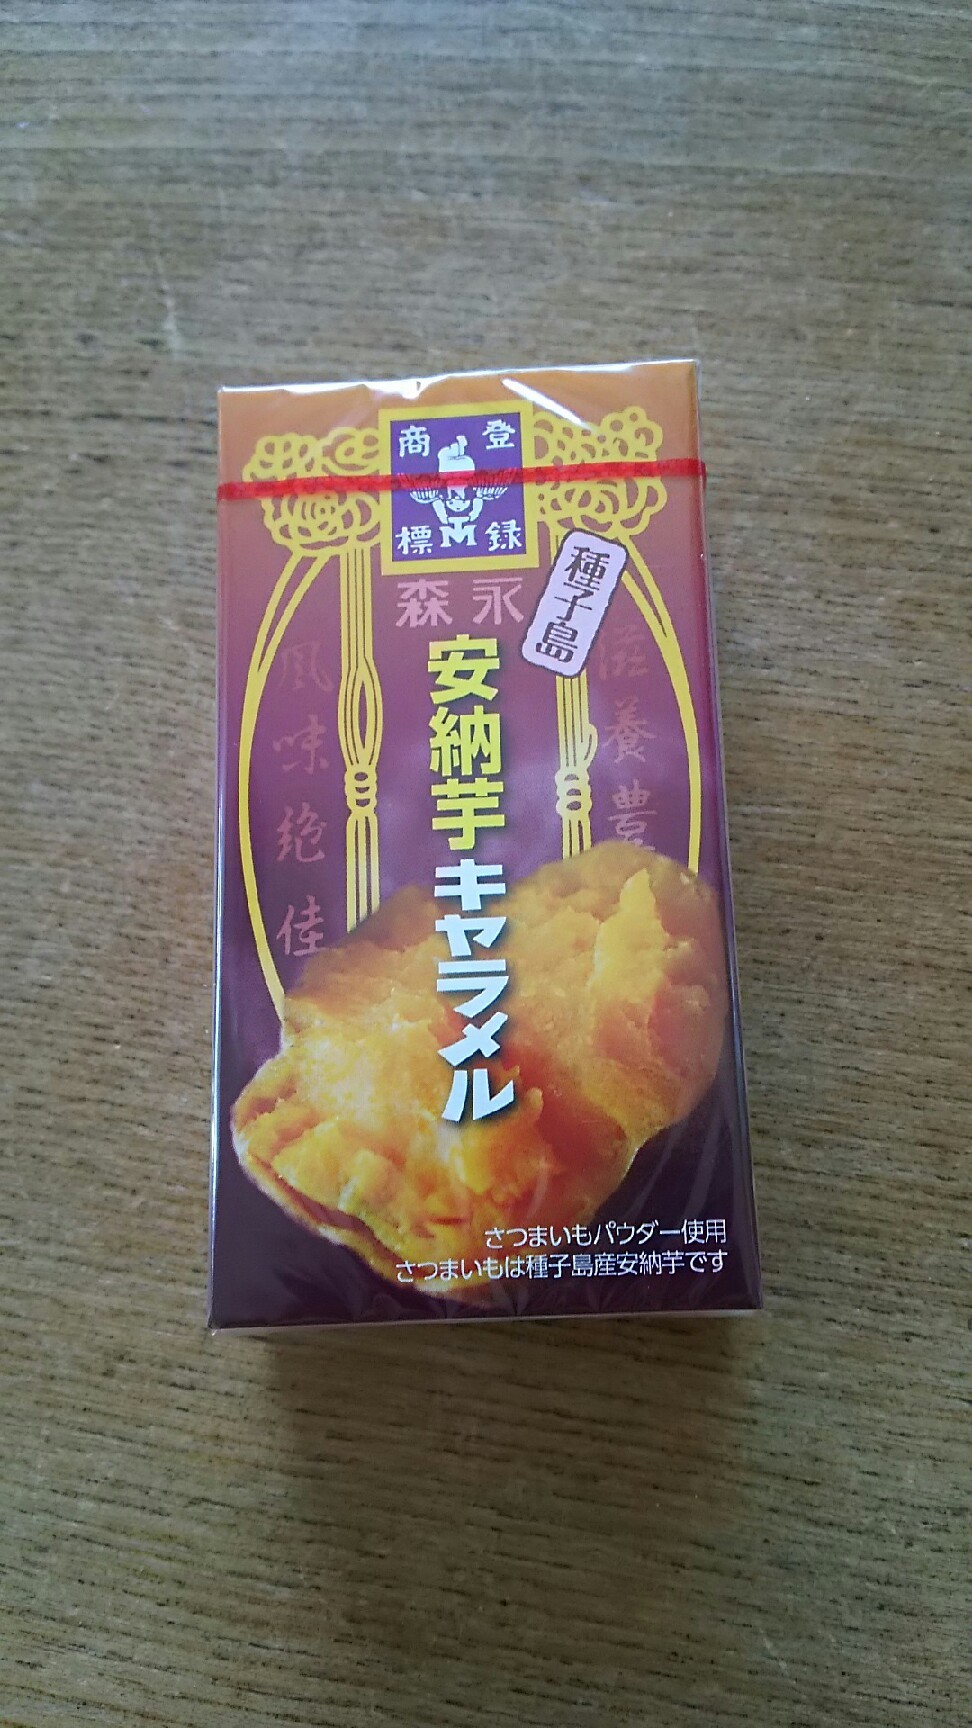 登録
商標
M
永森
種子島
安納芋キャラメル
滋養豊
風味絶佳
さつまいもパウダー使用
さつまいもは種子島産安納芋です